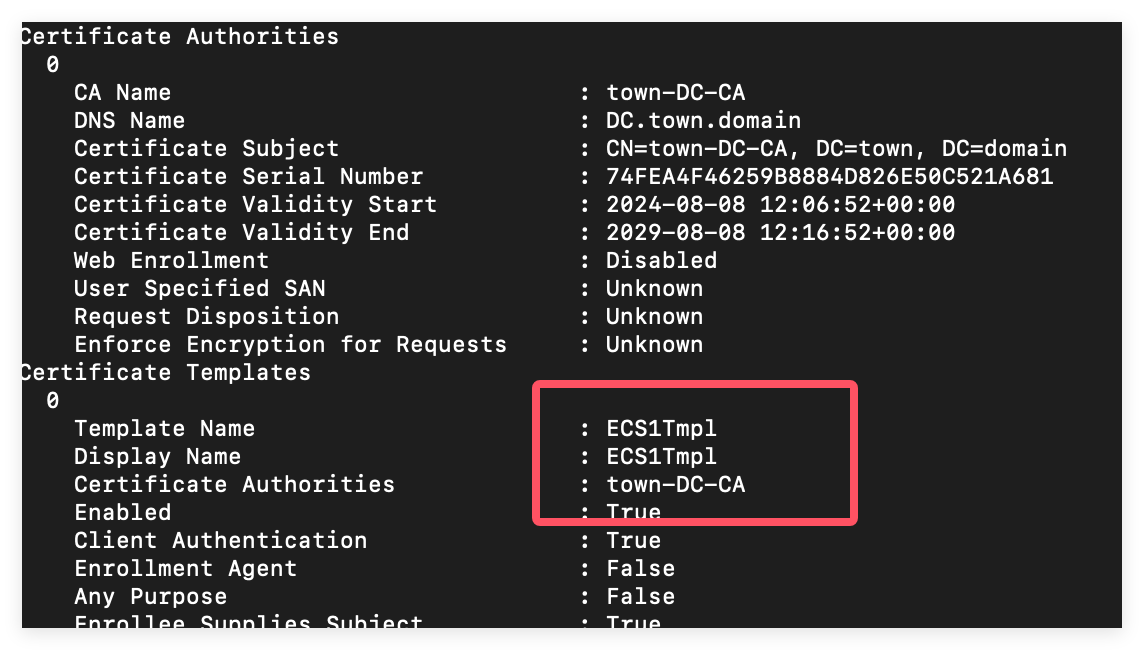 Certificate Authorities
0
CA Name : town-DC-CA
DNS Name : DC.town.domain
Certificate Subject : CN=town-DC-CA, DC=town, DC=domain
Certificate Serial Number : 74FEA4F46259B8884D826E50C521A681
Certificate Validity Start : 2024-08-08 12:06:52+00:00
Certificate Validity End : 2029-08-08 12:16:52+00:00
Web Enrollment : Disabled
User Specified SAN : Unknown
Request Disposition : Unknown
Enforce Encryption for Requests : Unknown
Certificate Templates
0
Template Name : ECS1Tmpl
Display Name : ECS1Tmpl
Certificate Authorities : town-DC-CA
Enabled : True
Client Authentication : True
Enrollment Agent : False
Any Purpose : False
Enrollee Supplies Subject : True